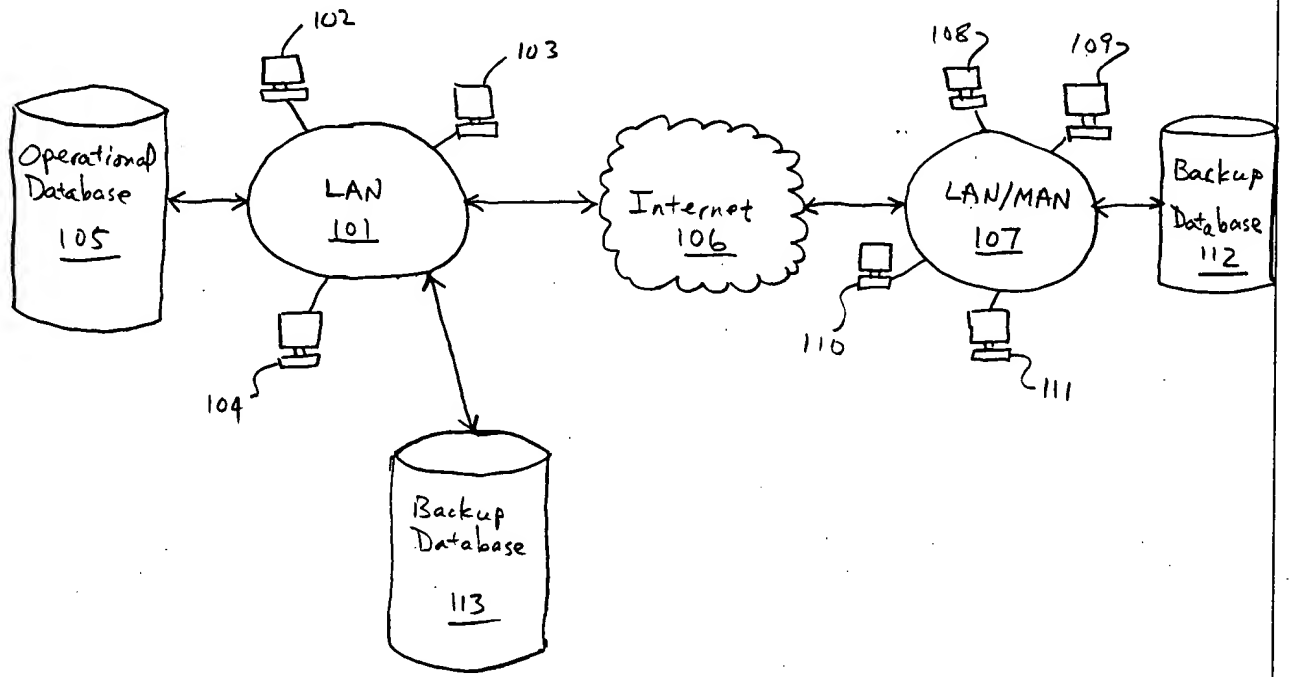 102
103
108
109
Operational
Database
105
LAN
101
Internet
106
LAN/MAN
107
Backup
Database
112
104
110
111
Backup
Database
113